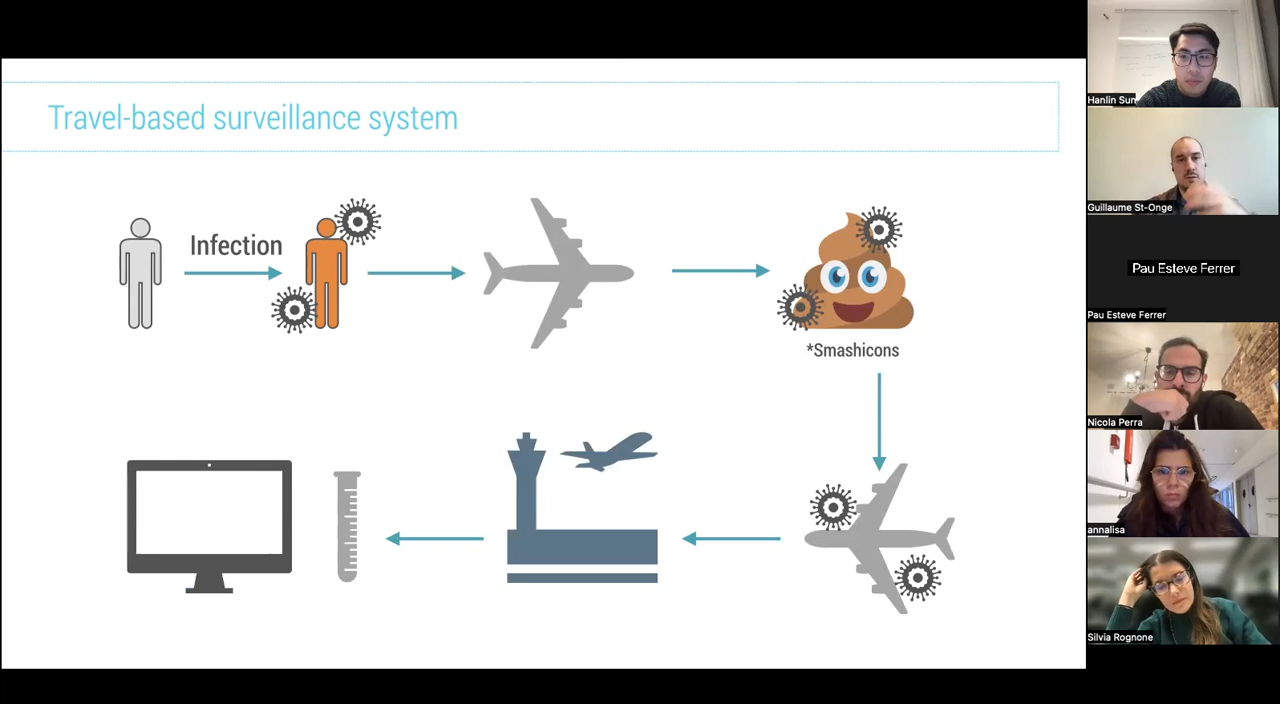 Travel-based surveillance system
Infection
*Smashicons
Hanlin Sun
Guillaume St-Onge
Pau Esteve Ferrer
Pau Esteve Ferrer
Nicola Perra
annalisa
Silvia Rognone